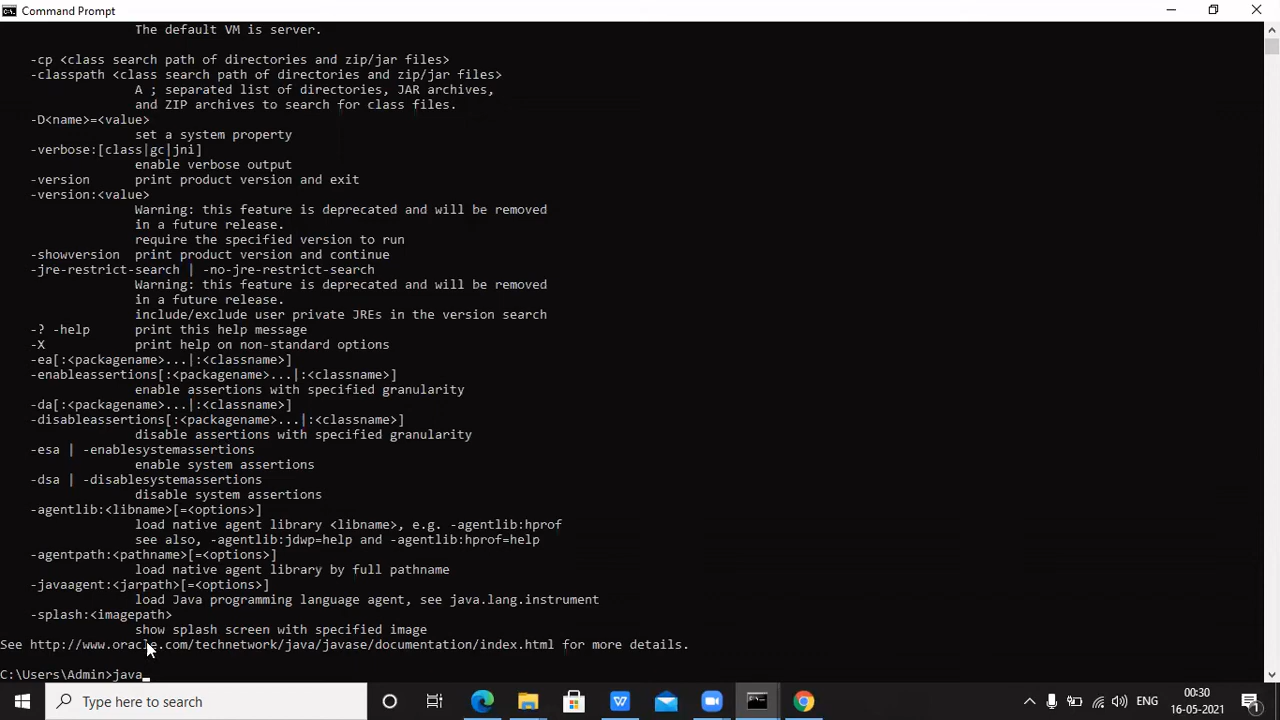 Command Prompt
The default VM is server.
-cp <class search path of directories and zip/jar files>
-classpath <class search path of directories and zip/jar files>
A ; separated list of directories, JAR archives,
and ZIP archives to search for class files.
-D<name>=<value>
set a system property
-verbose:[class|gc|jni]
enable verbose output
-version      print product version and exit
-version:<value>
Warning: this feature is deprecated and will be removed
in a future release.
require the specified version to run
-showversion  print product version and continue
-jre-restrict-search | -no-jre-restrict-search
Warning: this feature is deprecated and will be removed
in a future release.
include/exclude user private JREs in the version search
-? -help      print this help message
-X            print help on non-standard options
-ea[:<packagename>...|:<classname>]
-enableassertions[:<packagename>...|:<classname>]
enable assertions with specified granularity
-da[:<packagename>...|:<classname>]
-disableassertions[:<packagename>...|:<classname>]
disable assertions with specified granularity
-esa | -enablesystemassertions
enable system assertions
-dsa | -disablesystemassertions
disable system assertions
-agentlib:<libname>[=<options>]
load native agent library <libname>, e.g. -agentlib:hprof
see also, -agentlib:jdwp=help and -agentlib:hprof=help
-agentpath:<pathname>[=<options>]
load native agent library by full pathname
-javaagent:<jarpath>[=<options>]
load Java programming language agent, see java.lang.instrument
-splash:<imagepath>
show splash screen with specified image
See http://www.oracle.com/technetwork/java/javase/documentation/index.html for more details.
C:\Users\Admin>java
Type here to search
ENG
00:30
16-05-2021
1